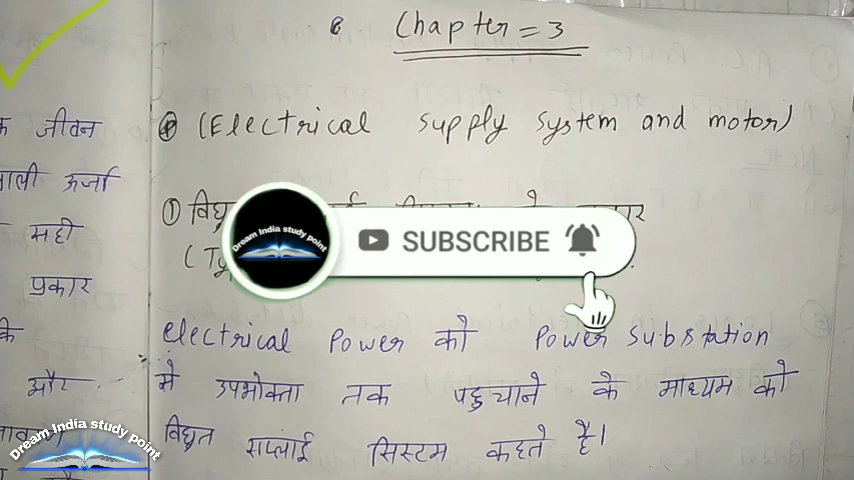 Chapter = 3
(Electrical supply system and motor)
① विद्युत
electrical Power को Power Substation
से उपभोक्ता तक पहुचाने के माध्यम को
विद्युत सप्लाई सिस्टम कहते है।
क जीवन
ऊर्जा
सही
प्रकार
के
और
Dream India study point
SUBSCRIBE
Dream India study point